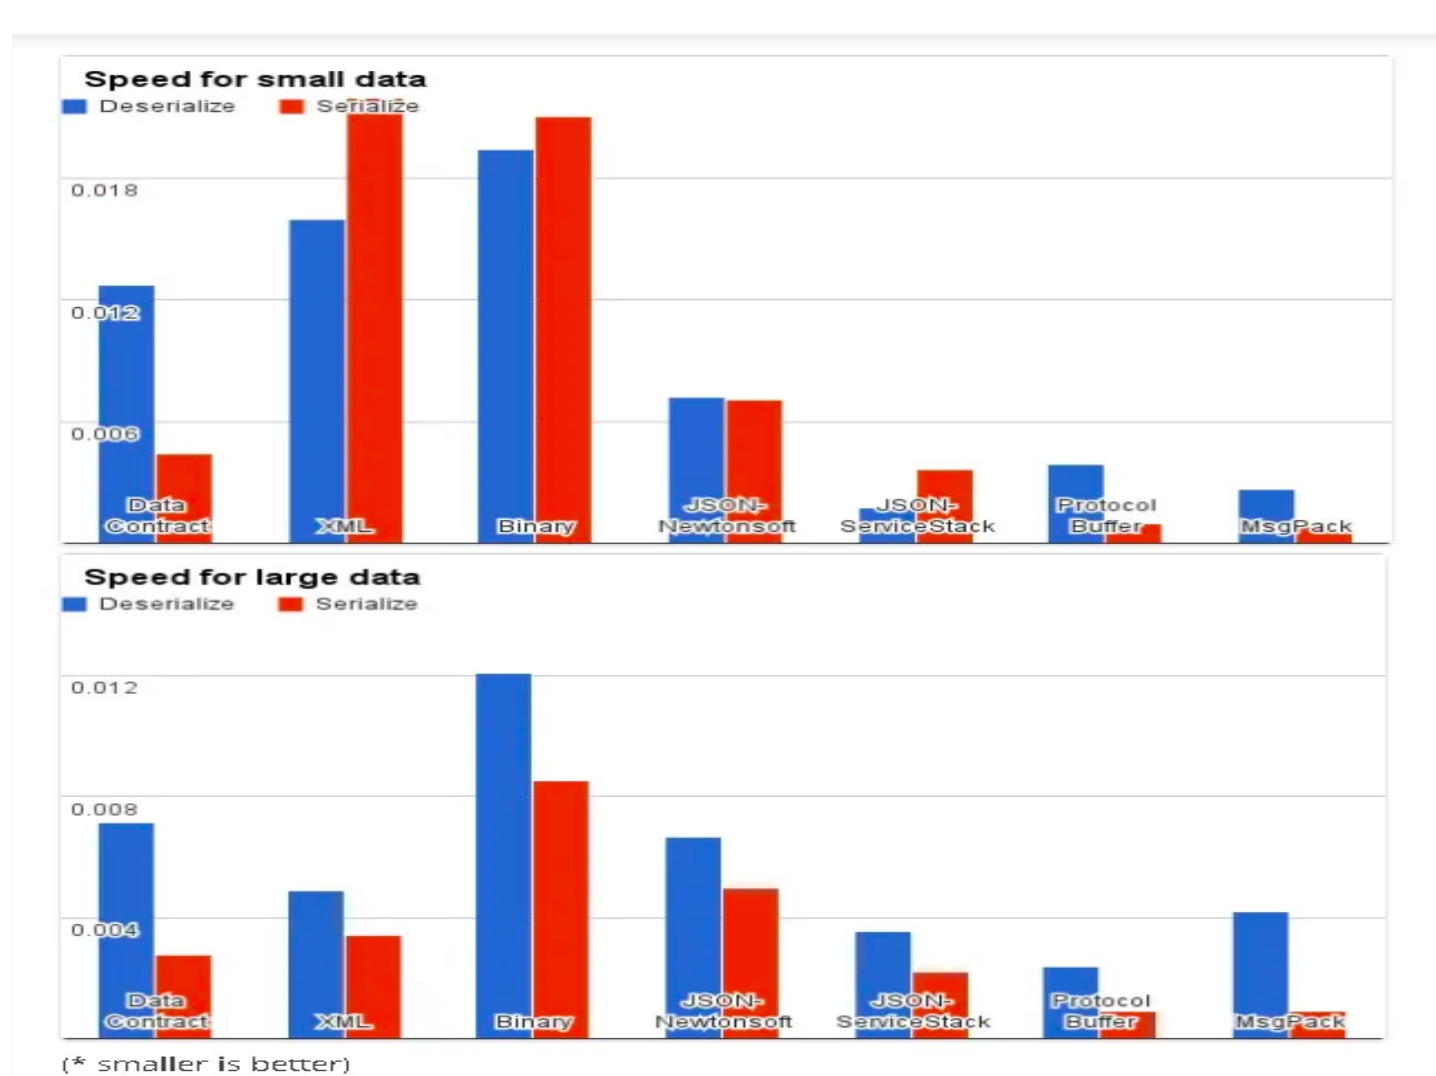 Speed for small data
Deserialize Serialize
0.018
0.012
0.006
Data Contract
XML
Binary
JSON-Newtonsoft
JSON-ServiceStack
Protocol Buffer
MsgPack
Speed for large data
Deserialize Serialize
0.012
0.008
0.004
Data Contract
XML
Binary
JSON-Newtonsoft
JSON-ServiceStack
Protocol Buffer
MsgPack
(* smaller is better)